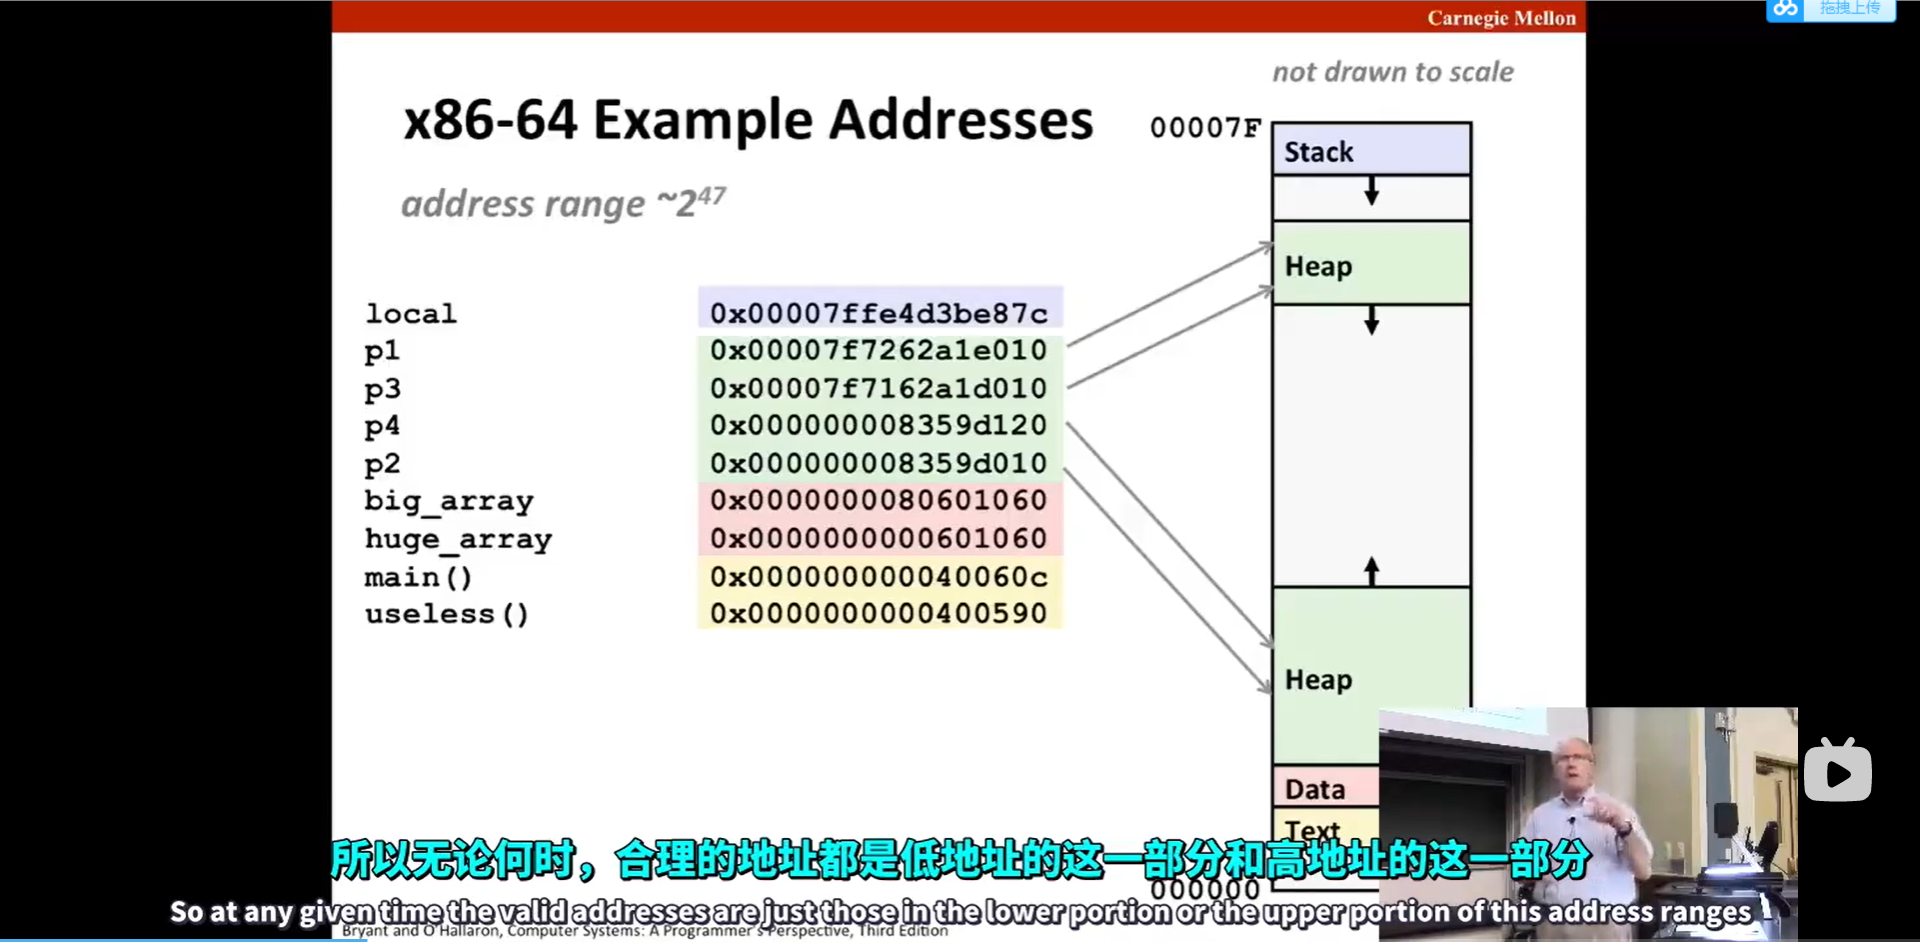 Carnegie Mellon
拖拽上传
not drawn to scale
x86-64 Example Addresses
address range ~2^47
00007F
Stack
Heap
local 0x00007ffe4d3be87c
p1 0x00007f7262a1e010
p3 0x00007f7162a1d010
p4 0x000000008359d120
p2 0x000000008359d010
big_array 0x0000000080601060
huge_array 0x0000000000601060
main() 0x000000000040060c
useless() 0x0000000000400590
Heap
Data
Text
所以无论何时，合理的地址都是低地址的这一部分和高地址的这一部分
000000
So at any given time the valid addresses are just those in the lower portion or the upper portion of this address ranges
Bryant and O'Hallaron, Computer Systems: A Programmer's Perspective, Third Edition